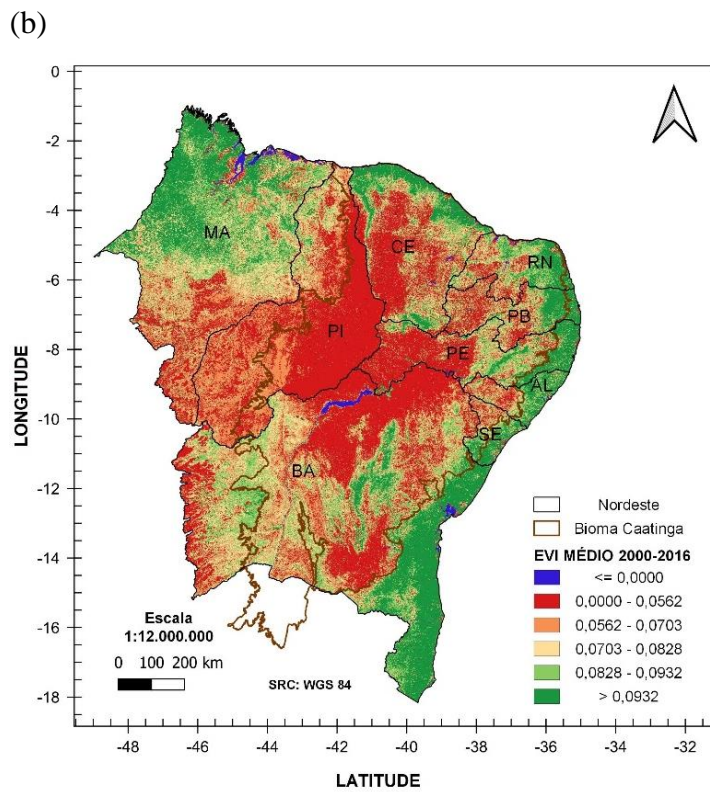 (b)
0
-2
-4
-6
-8
-10
-12
-14
-16
-18
LONGITUDE
MA
CE
RN
PB
PI
PE
AL
SE
BA
Nordeste
Bioma Caatinga
EVI MÉDIO 2000-2016
<= 0,0000
0,0000 - 0,0562
0,0562 - 0,0703
0,0703 - 0,0828
0,0828 - 0,0932
> 0,0932
Escala
1:12.000.000
0 100 200 km
SRC: WGS 84
-48 -46 -44 -42 -40 -38 -36 -34 -32
LATITUDE